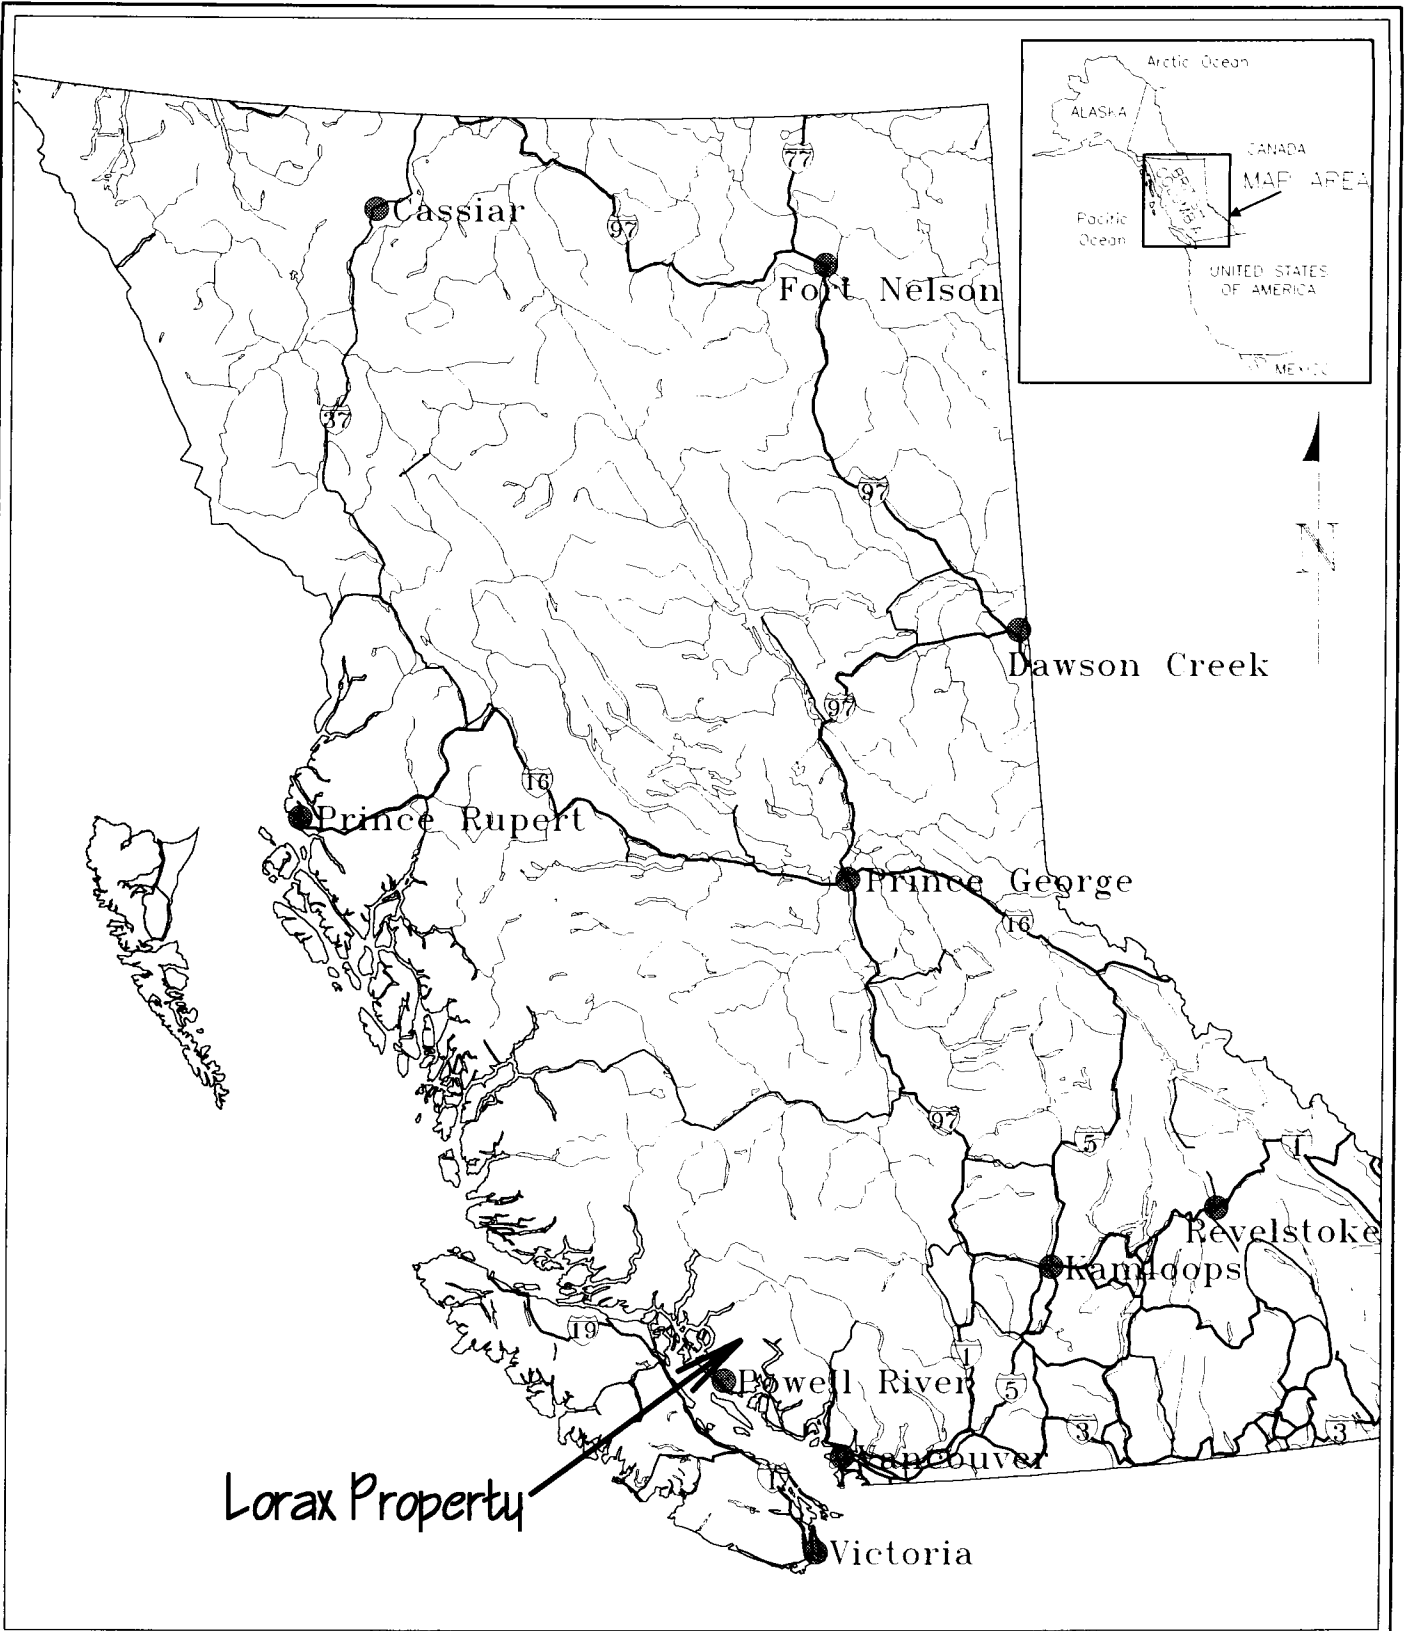 Arctic Ocean
ALASKA
CANADA
MAP AREA
Pacific
Ocean
UNITED STATES
OF AMERICA
MEXICO
N
77
Cassiar
97
Fort Nelson
37
97
Dawson Creek
97
16
Prince Rupert
Prince George
16
97
5
1
Revelstoke
Kamloops
19
1
Powell River
5
3
3
Vancouver
1
Lorax Property
Victoria